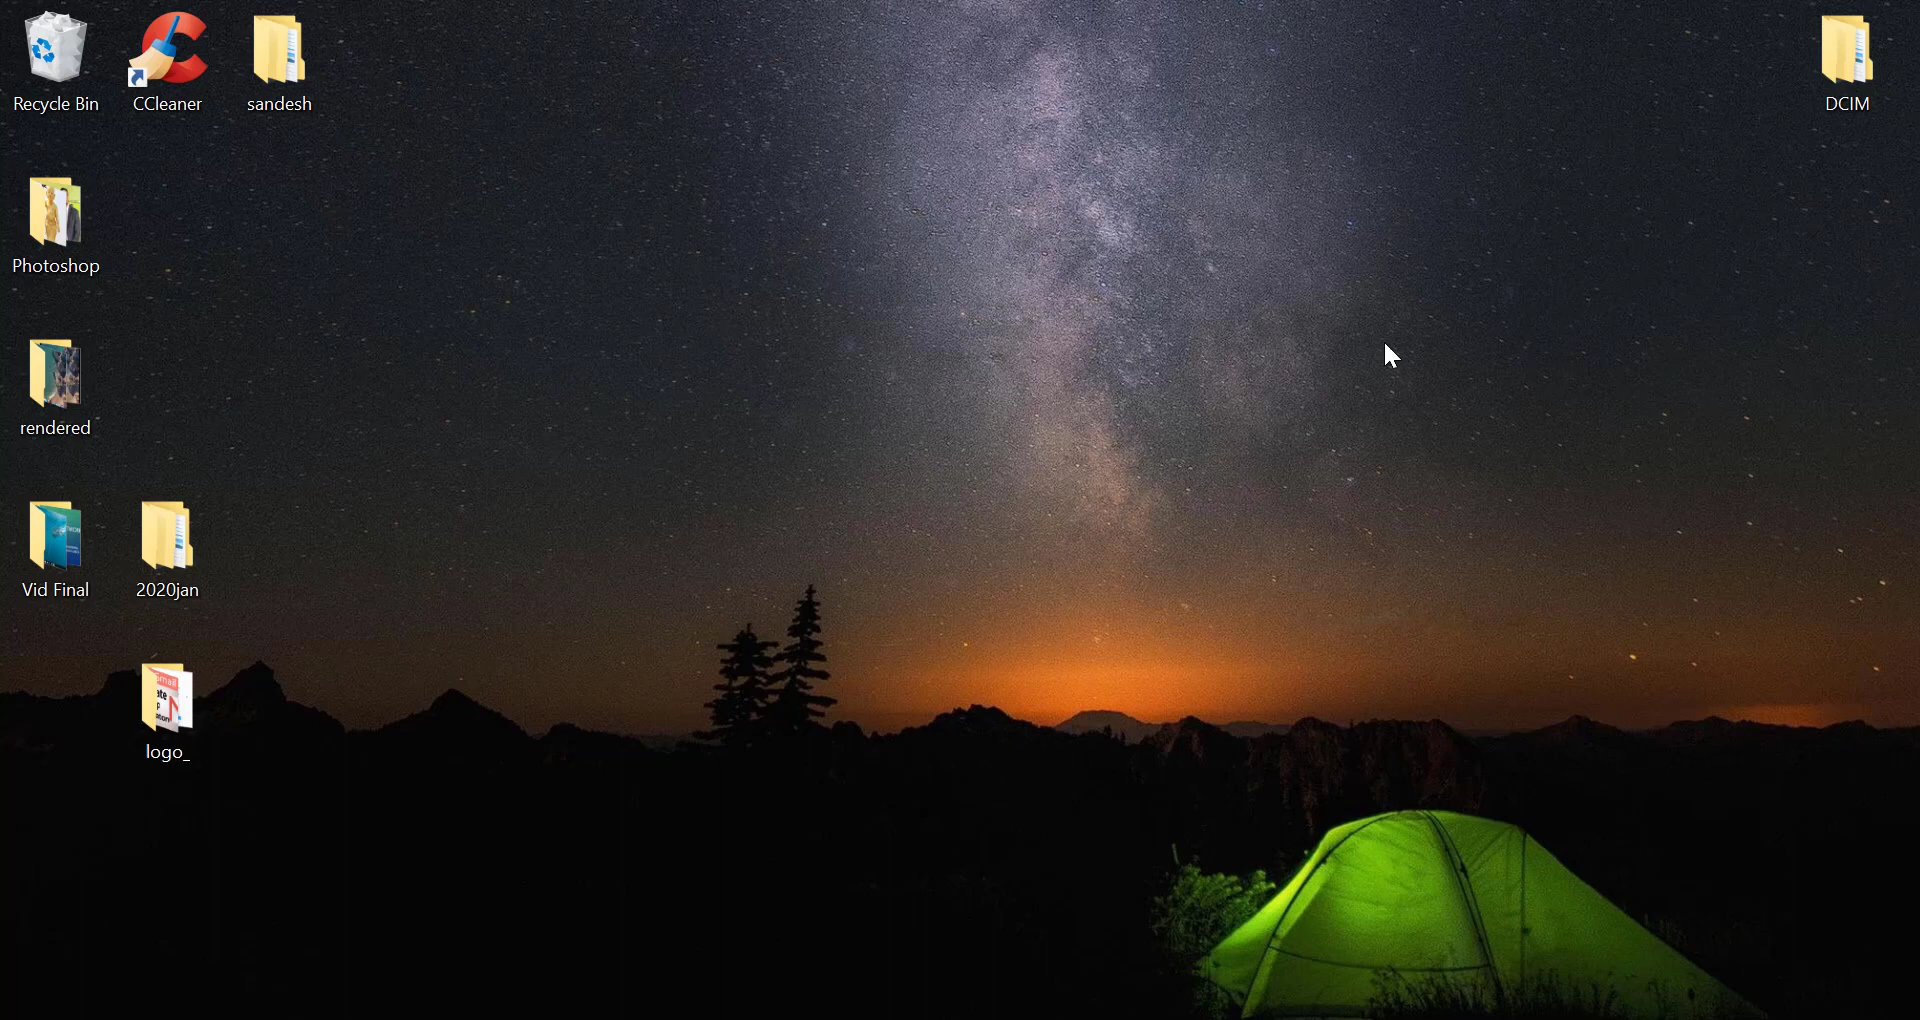 Recycle Bin
CCleaner
sandesh
DCIM
Photoshop
rendered
Vid Final
2020jan
logo_